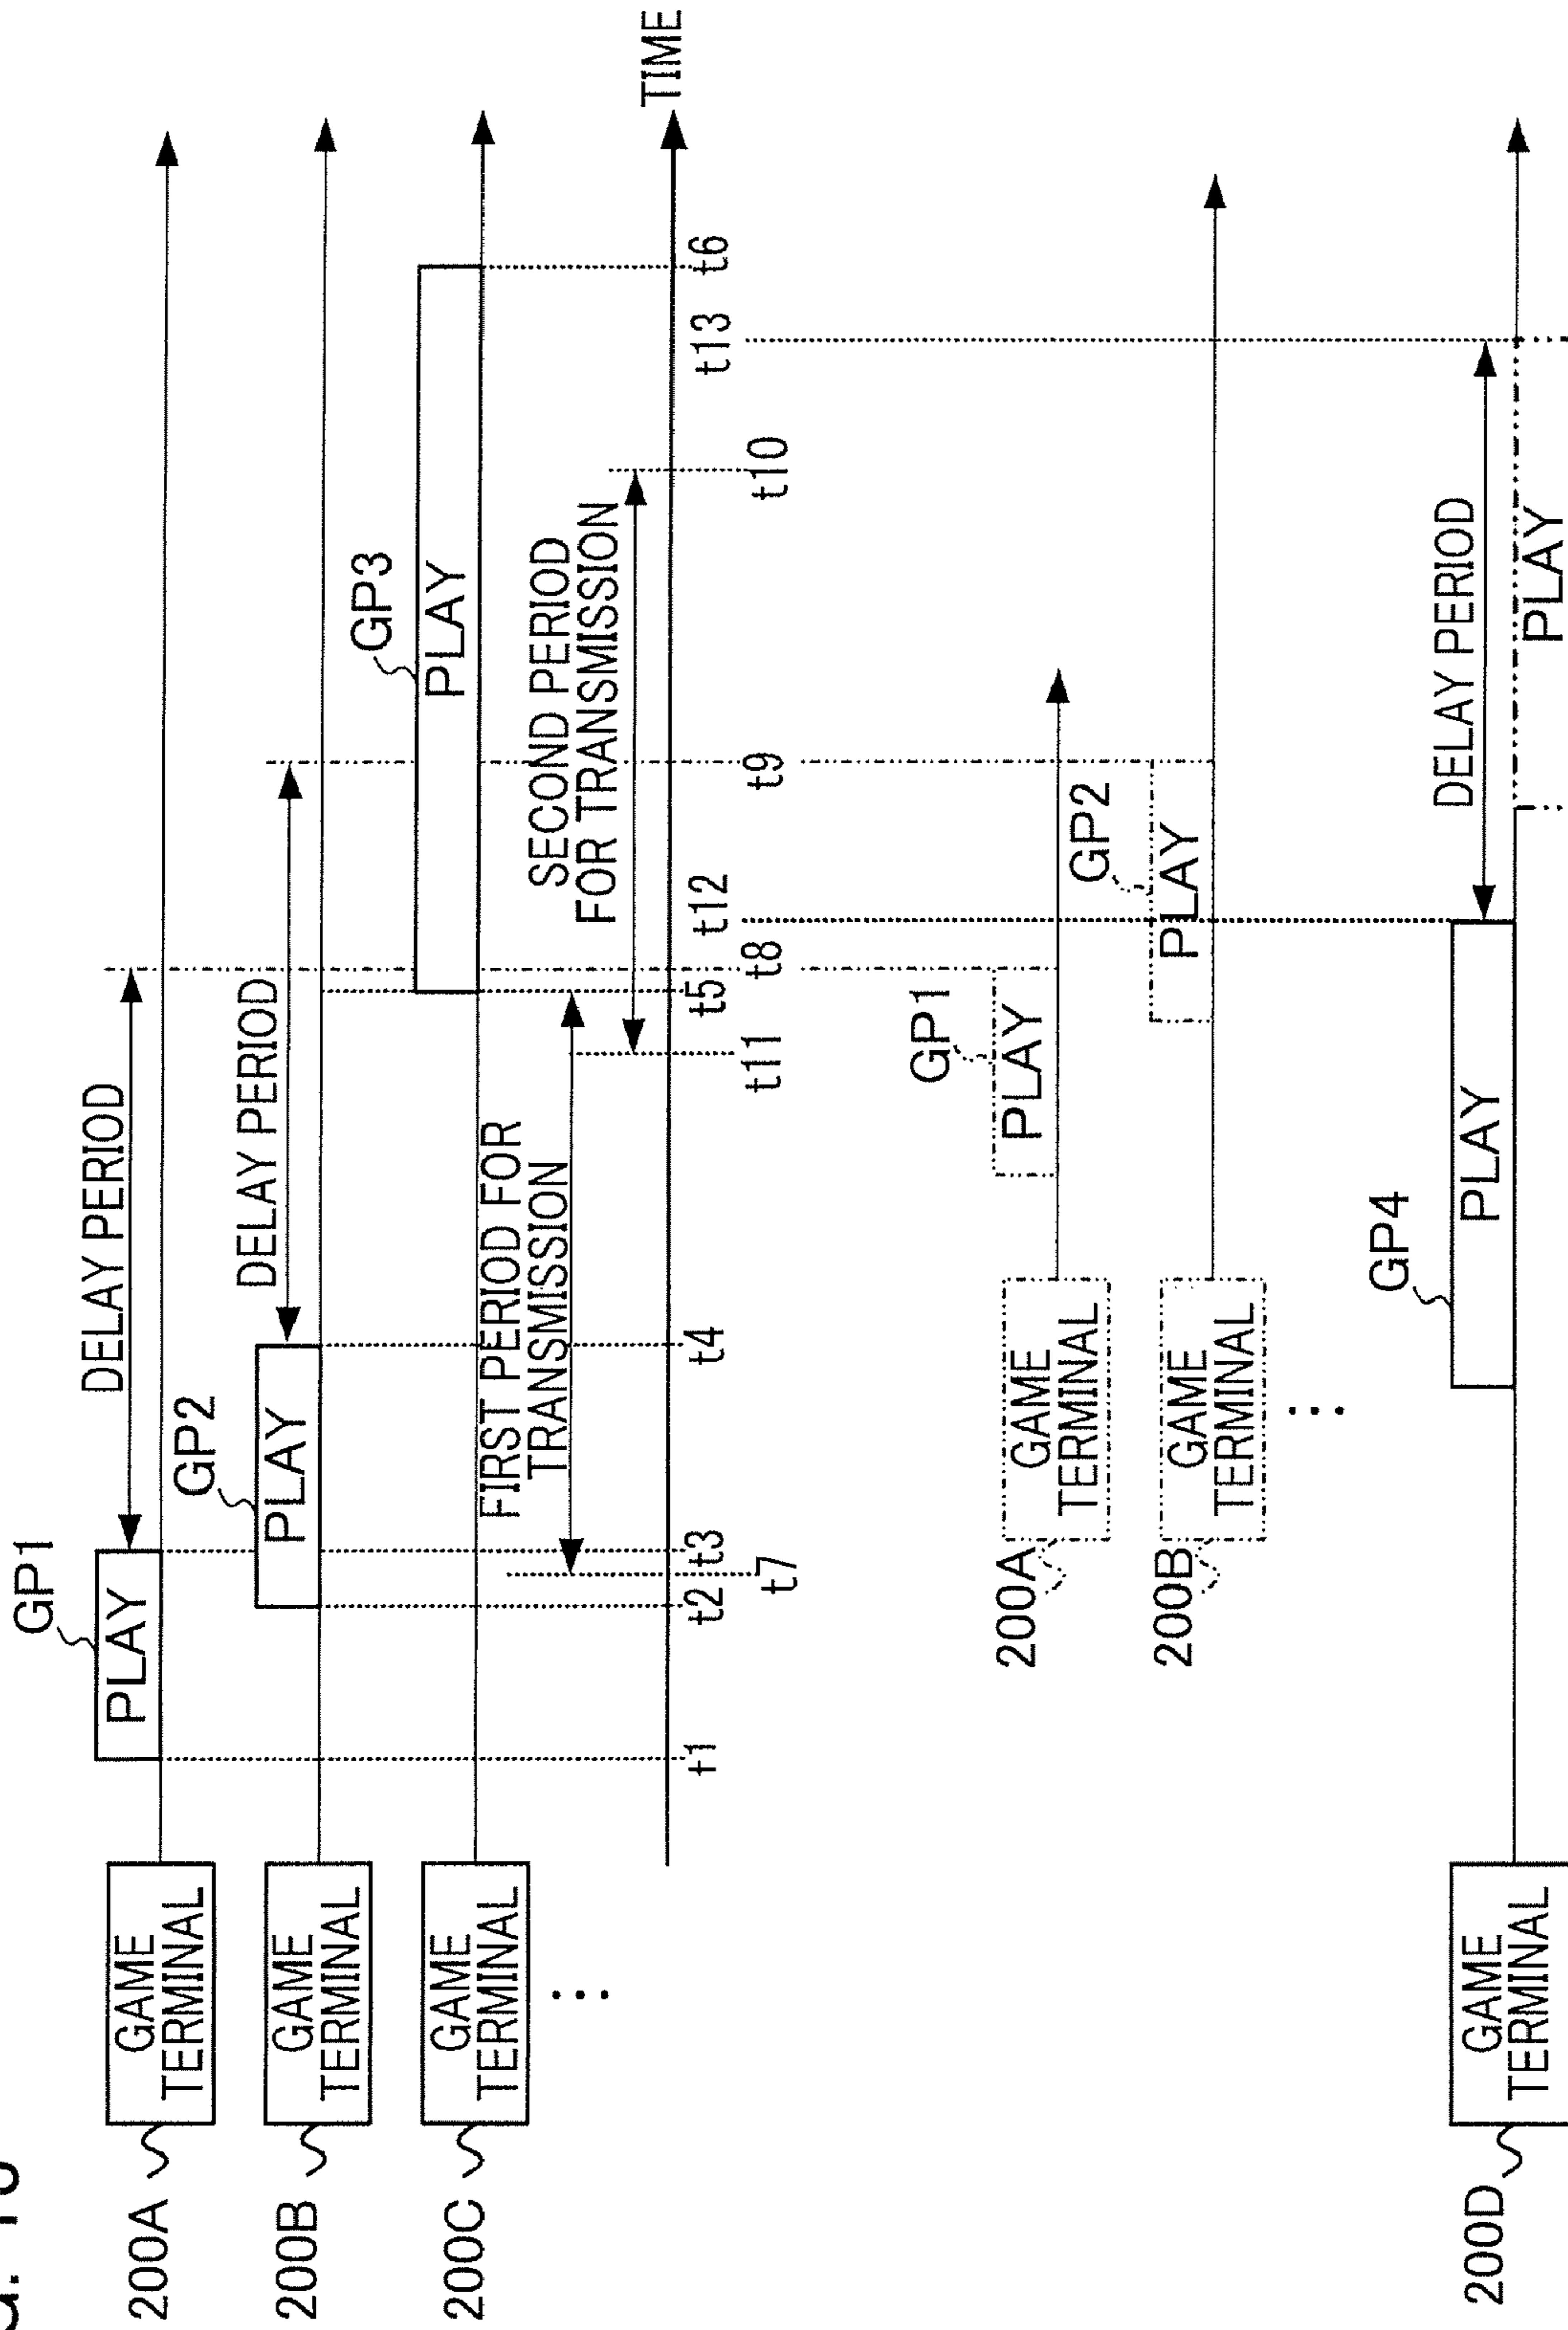 200A
GAME
TERMINAL
GP1
PLAY
DELAY PERIOD
200B
GAME
TERMINAL
GP2
PLAY
DELAY PERIOD
200C
GAME
TERMINAL
GP3
PLAY
...
FIRST PERIOD FOR
TRANSMISSION
SECOND PERIOD
FOR TRANSMISSION
TIME
t1
t2
t7
t3
t4
t11
t5
t8
t12
t9
t10
t13
t6
200A
GAME
TERMINAL
GP1
PLAY
200B
GAME
TERMINAL
GP2
PLAY
...
200D
GAME
TERMINAL
GP4
PLAY
DELAY PERIOD
PLAY